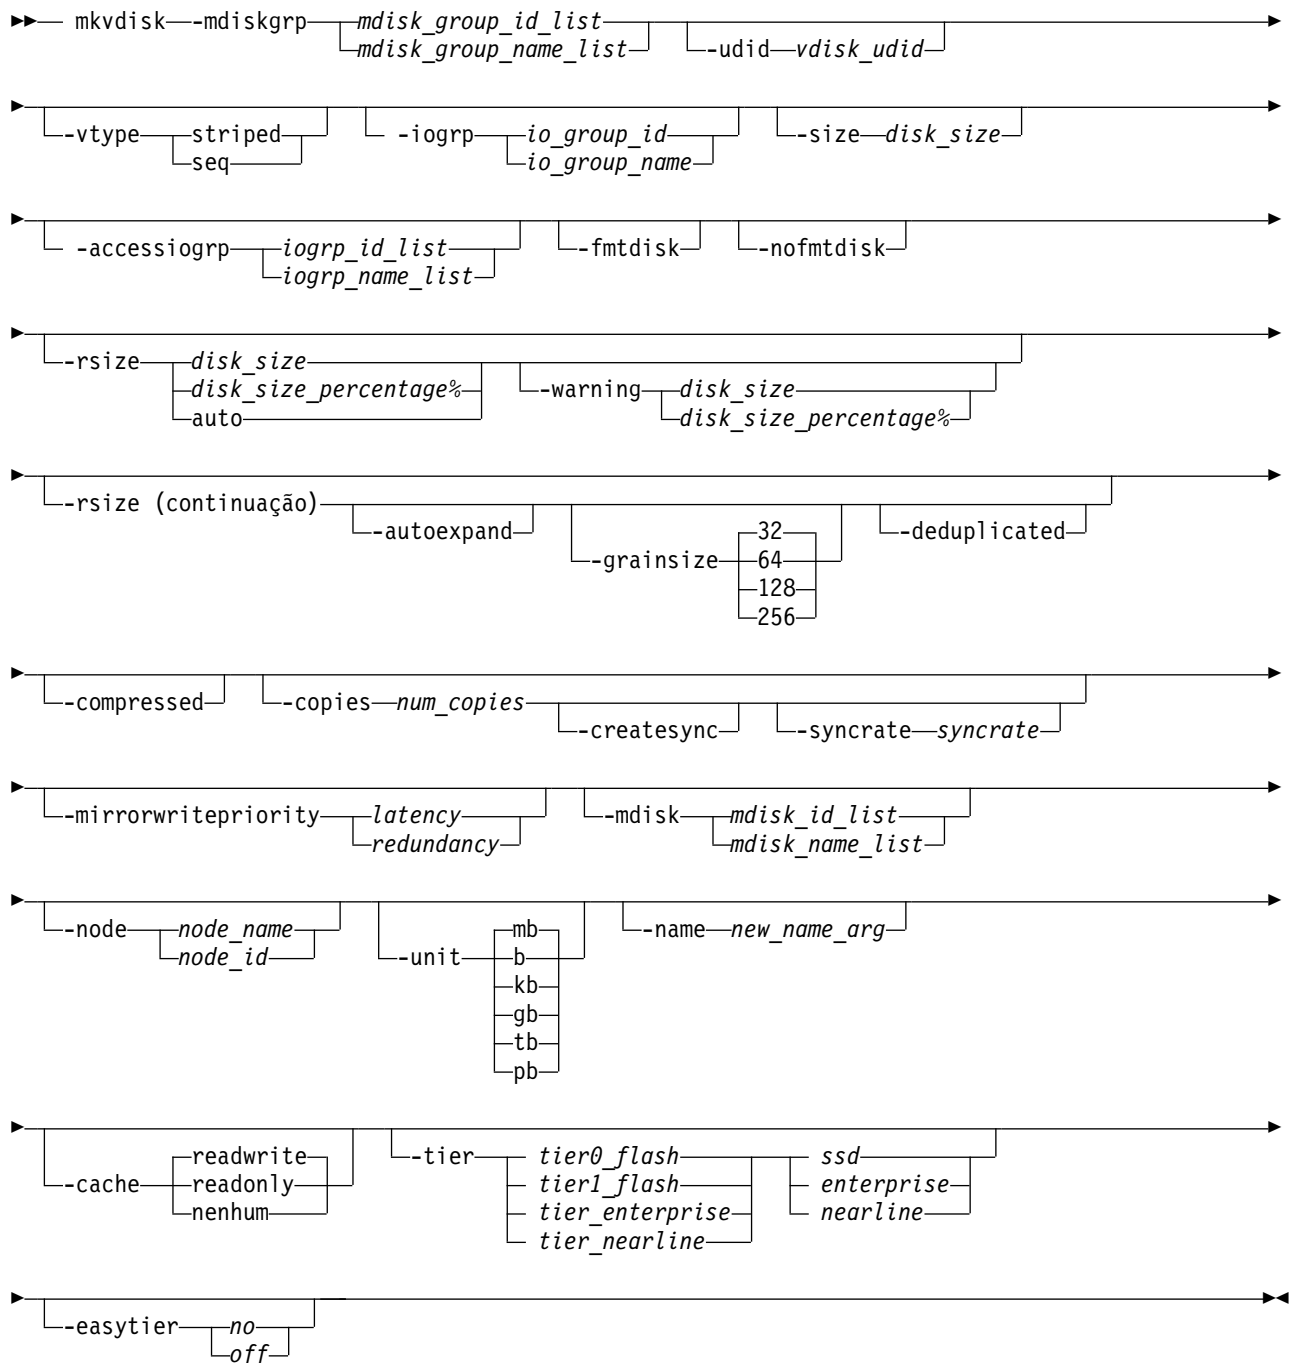 mkvdisk -mdiskgrp mdisk_group_id_list
mdisk_group_name_list -udid vdisk_udid
-vtype striped -iogrp io_group_id -size disk_size
seq io_group_name
-accessiogrp iogrp_id_list -fmtdisk -nofmtdisk
iogrp_name_list
-rsize disk_size
disk_size_percentage% -warning disk_size
auto disk_size_percentage%
-rsize (continuação)
-autoexpand 32 -deduplicated
-grainsize 64
128
256
-compressed -copies num_copies
-createsync -syncrate syncrate
-mirrorwritepriority latency -mdisk mdisk_id_list
redundancy mdisk_name_list
-node node_name mb -name new_name_arg
node_id -unit b
kb
gb
tb
pb
readwrite -tier tier0_flash ssd
-cache readonly tier1_flash enterprise
nenhum tier_enterprise nearline
tier_nearline
-easytier no
off